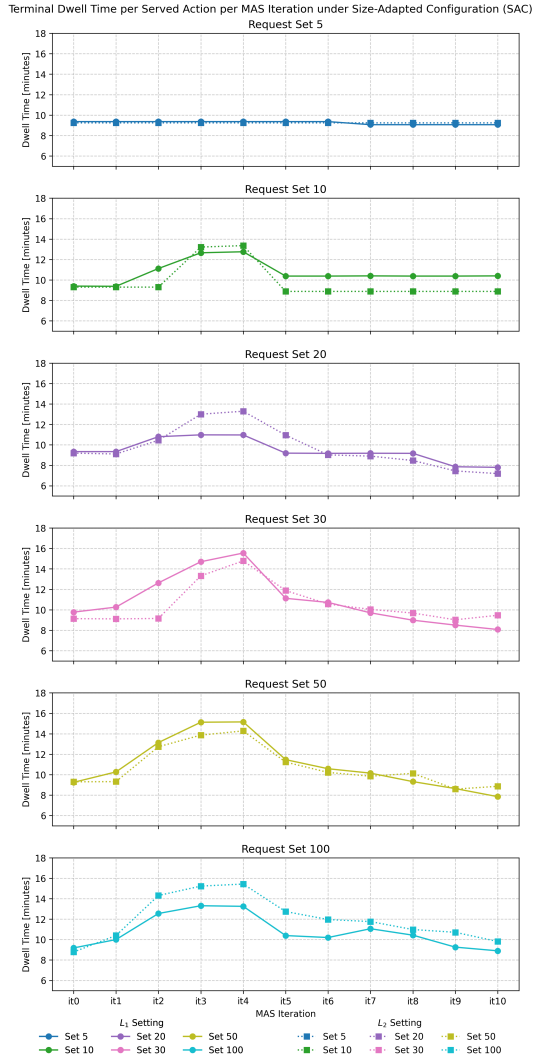 Terminal Dwell Time per Served Action per MAS Iteration under Size-Adapted Configuration (SAC)
Request Set 5
Dwell Time [minutes]
18
16
14
12
10
8
6
Request Set 10
Dwell Time [minutes]
18
16
14
12
10
8
6
Request Set 20
Dwell Time [minutes]
18
16
14
12
10
8
6
Request Set 30
Dwell Time [minutes]
18
16
14
12
10
8
6
Request Set 50
Dwell Time [minutes]
18
16
14
12
10
8
6
Request Set 100
Dwell Time [minutes]
18
16
14
12
10
8
6
it0 it1 it2 it3 it4 it5 it6 it7 it8 it9 it10
MAS Iteration
L1 Setting L2 Setting
Set 5 Set 20 Set 50 Set 5 Set 20 Set 50
Set 10 Set 30 Set 100 Set 10 Set 30 Set 100